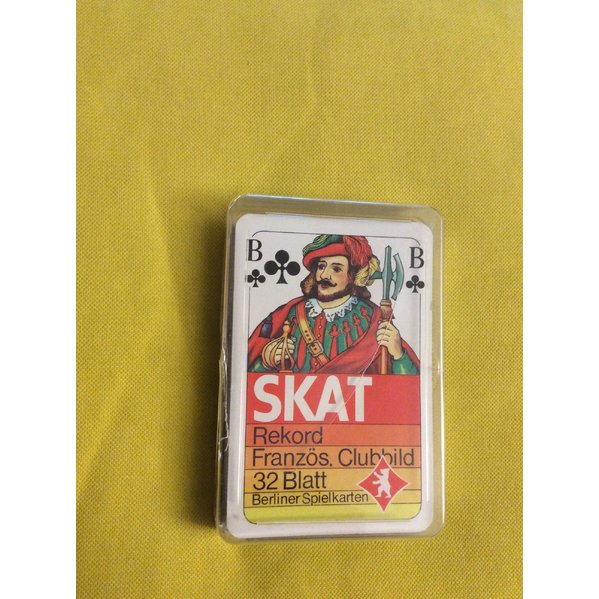 B B
SKAT
Rekord
Französ. Clubbild
32 Blatt
Berliner Spielkarten